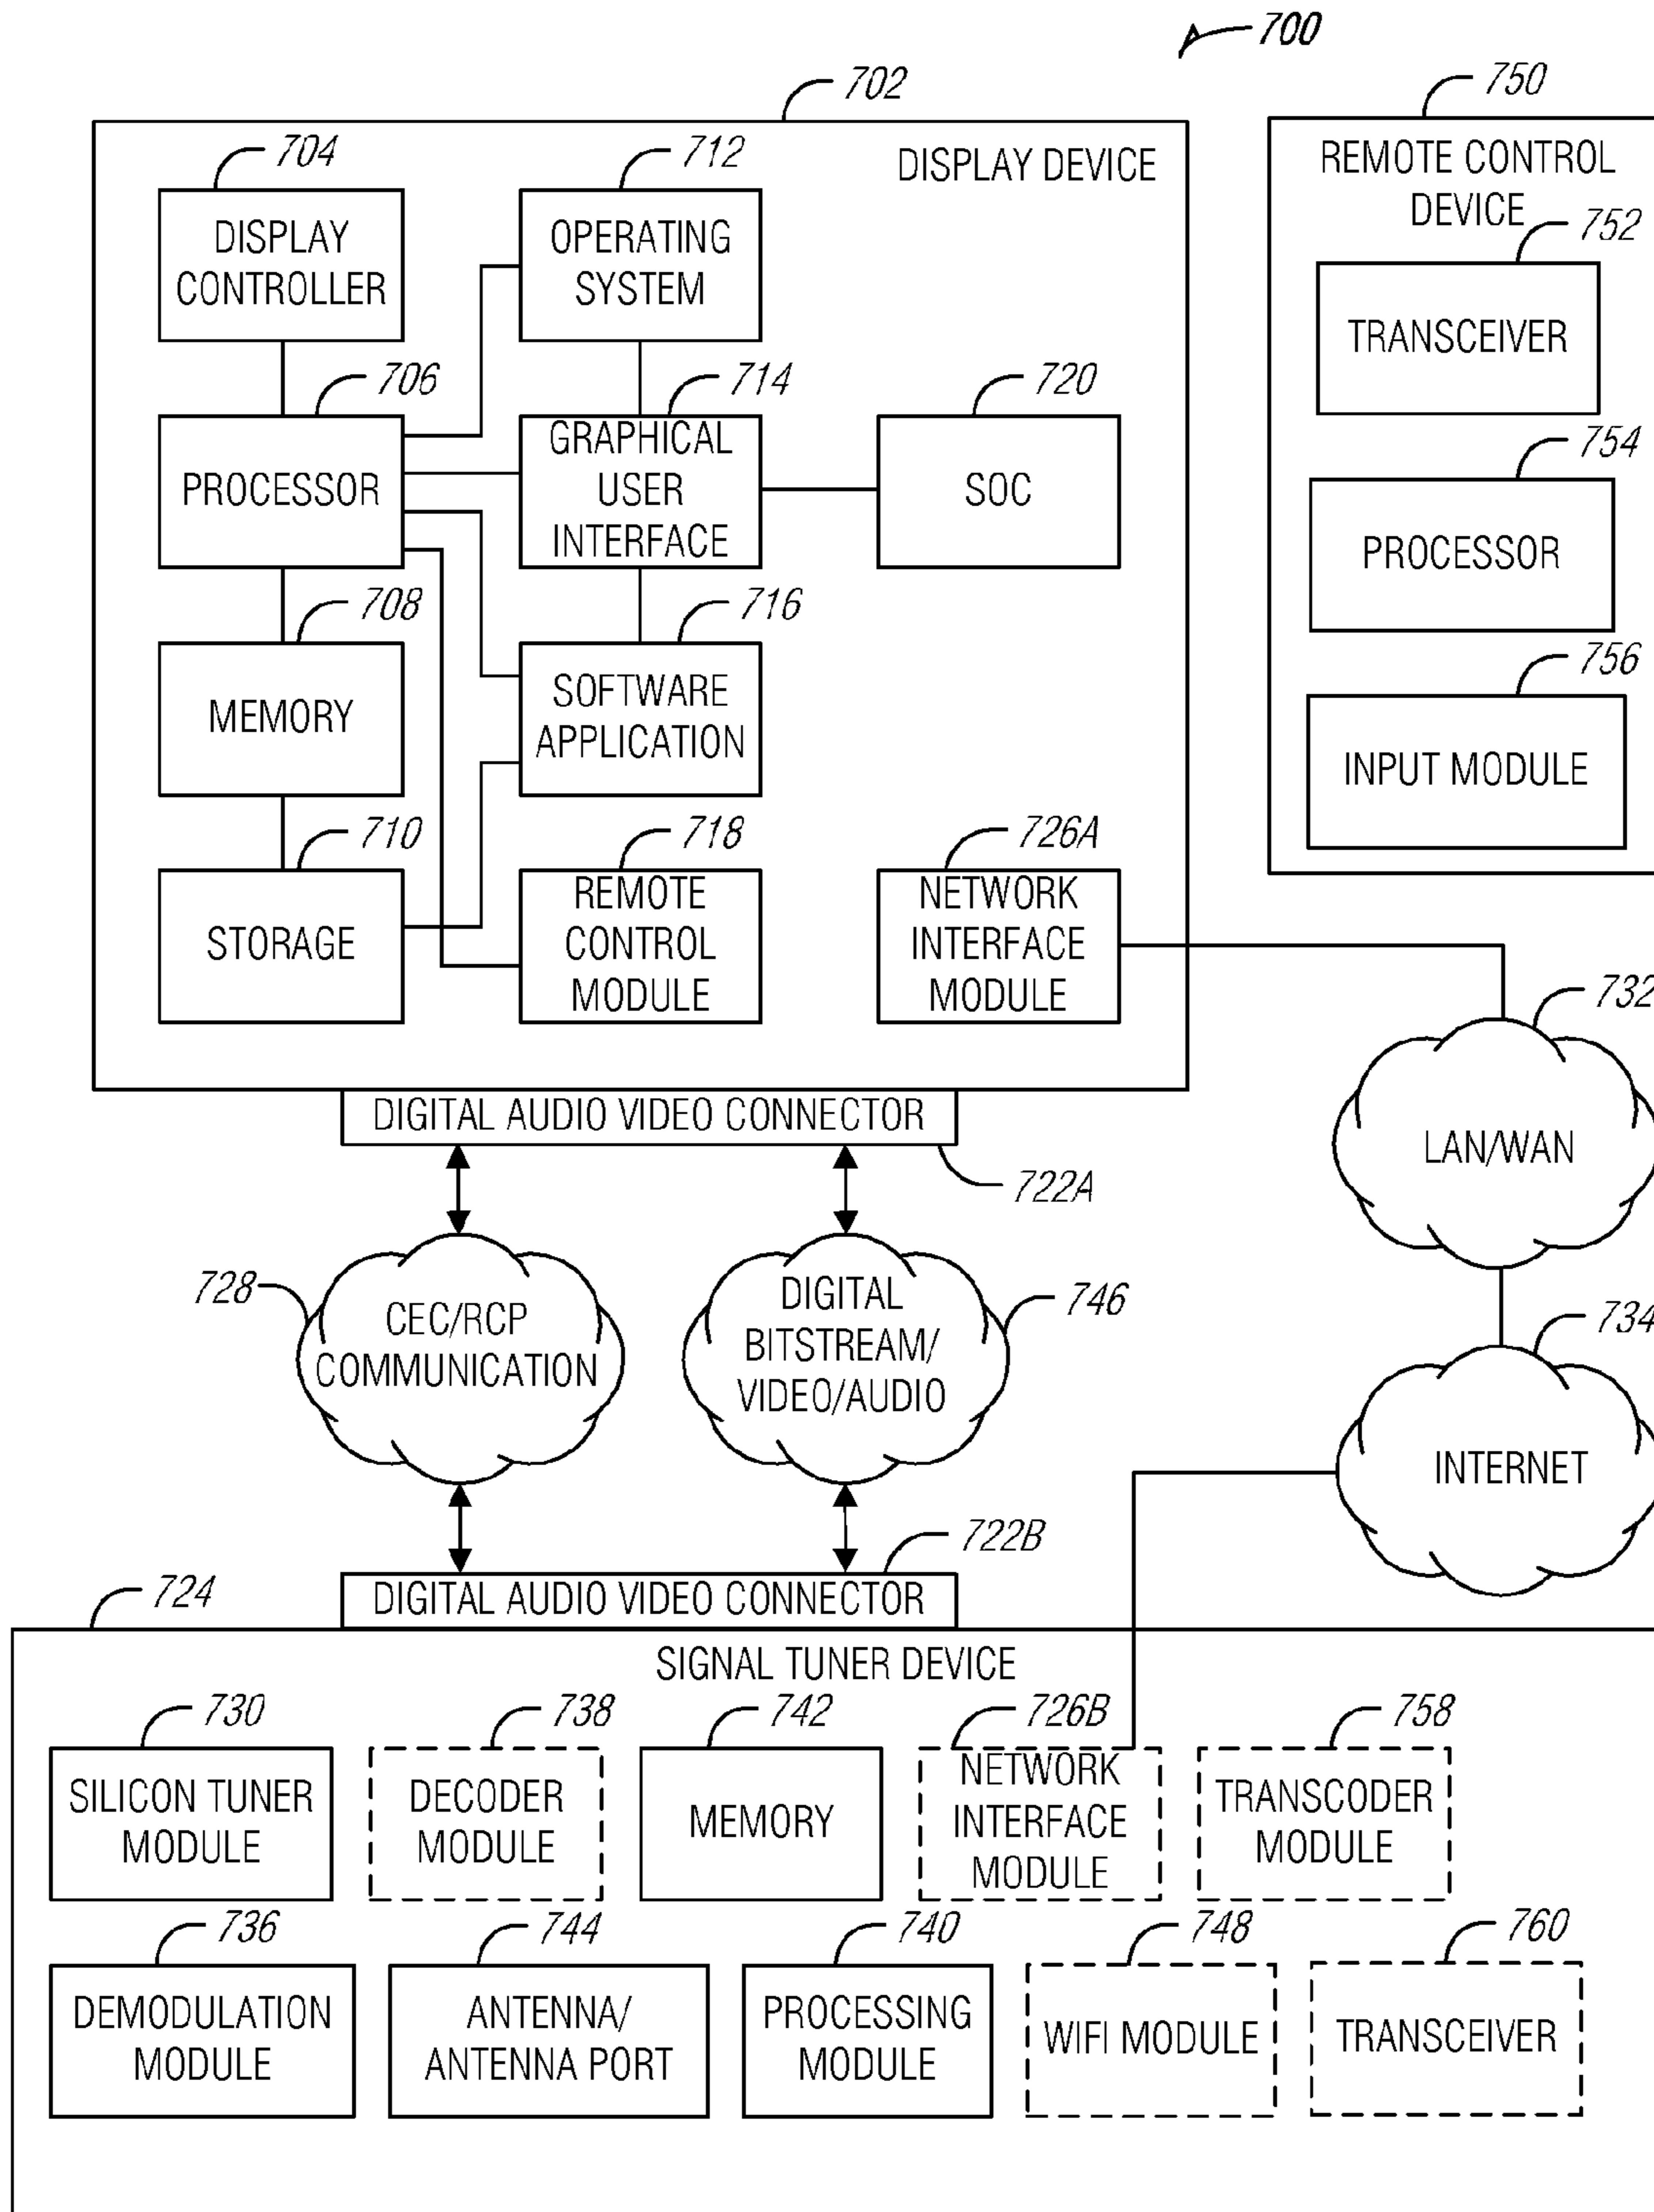 700
702
750
DISPLAY DEVICE
704
712
DISPLAY
CONTROLLER
OPERATING
SYSTEM
706
714
720
PROCESSOR
GRAPHICAL
USER
INTERFACE
SOC
708
716
MEMORY
SOFTWARE
APPLICATION
710
718
726A
STORAGE
REMOTE
CONTROL
MODULE
NETWORK
INTERFACE
MODULE
REMOTE CONTROL
DEVICE
752
TRANSCEIVER
754
PROCESSOR
756
INPUT MODULE
DIGITAL AUDIO VIDEO CONNECTOR
722A
732
LAN/WAN
728
CEC/RCP
COMMUNICATION
DIGITAL
BITSTREAM/
VIDEO/AUDIO
746
734
INTERNET
722B
DIGITAL AUDIO VIDEO CONNECTOR
724
SIGNAL TUNER DEVICE
730
738
742
726B
758
SILICON TUNER
MODULE
DECODER
MODULE
MEMORY
NETWORK
INTERFACE
MODULE
TRANSCODER
MODULE
736
744
740
748
760
DEMODULATION
MODULE
ANTENNA/
ANTENNA PORT
PROCESSING
MODULE
WIFI MODULE
TRANSCEIVER